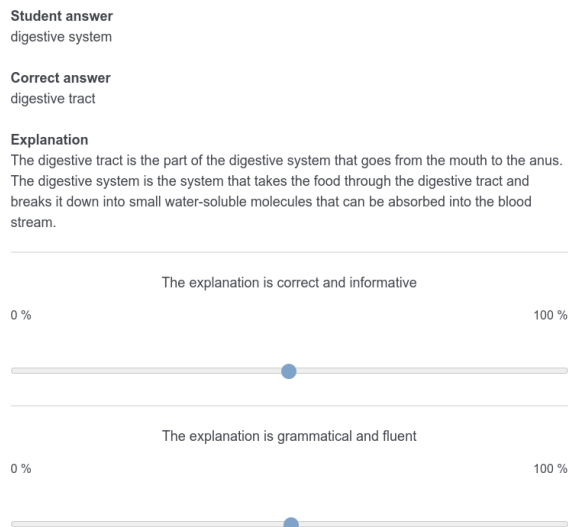 Student answer
digestive system
Correct answer
digestive tract
Explanation
The digestive tract is the part of the digestive system that goes from the mouth to the anus.
The digestive system is the system that takes the food through the digestive tract and
breaks it down into small water-soluble molecules that can be absorbed into the blood
stream.
The explanation is correct and informative
0 % 100 %
The explanation is grammatical and fluent
0 % 100 %